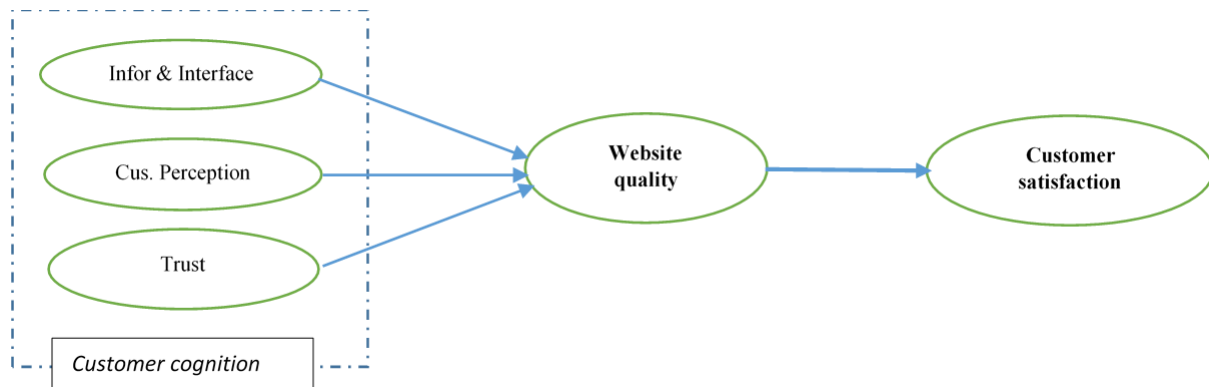 Infor & Interface
Cus. Perception
Trust
Customer cognition
Website
quality
Customer
satisfaction